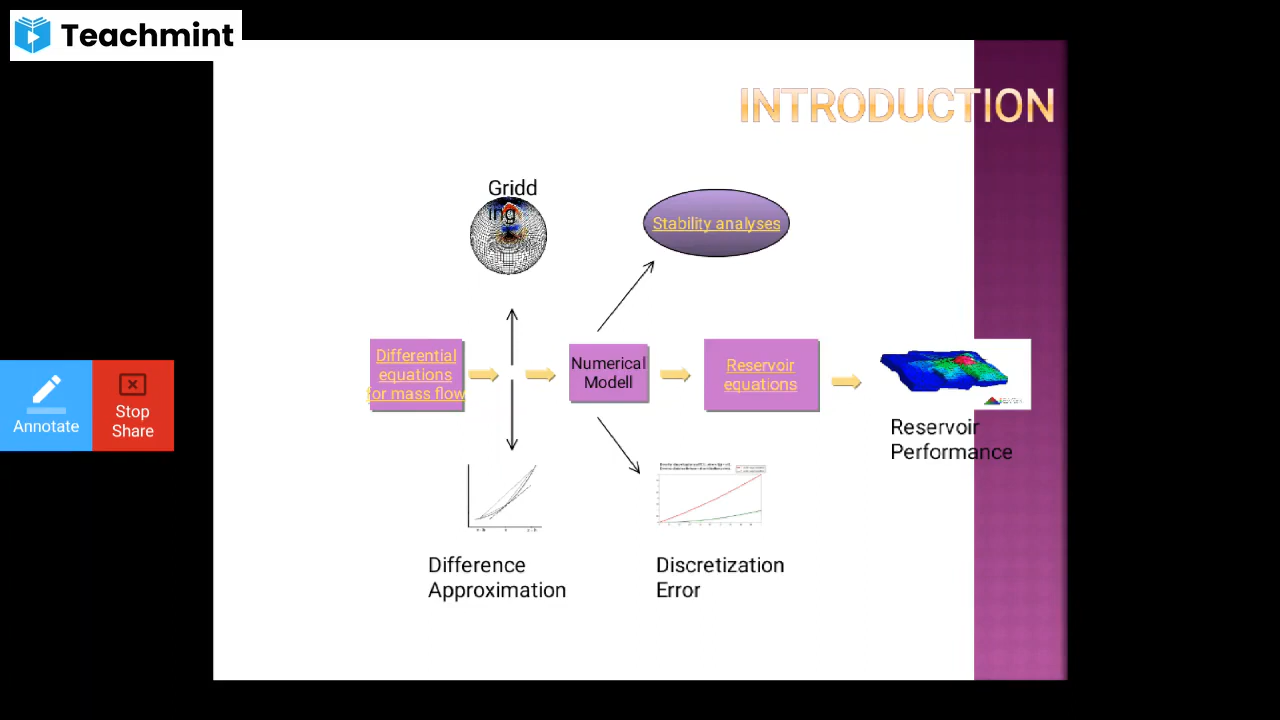 Teachmint
INTRODUCTION
Gridd
ing
Stability analyses
Differential
equations
for mass flow
Numerical
Modell
Reservoir
equations
Annotate
Stop
Share
Reservoir
Performance
Difference
Approximation
Discretization
Error